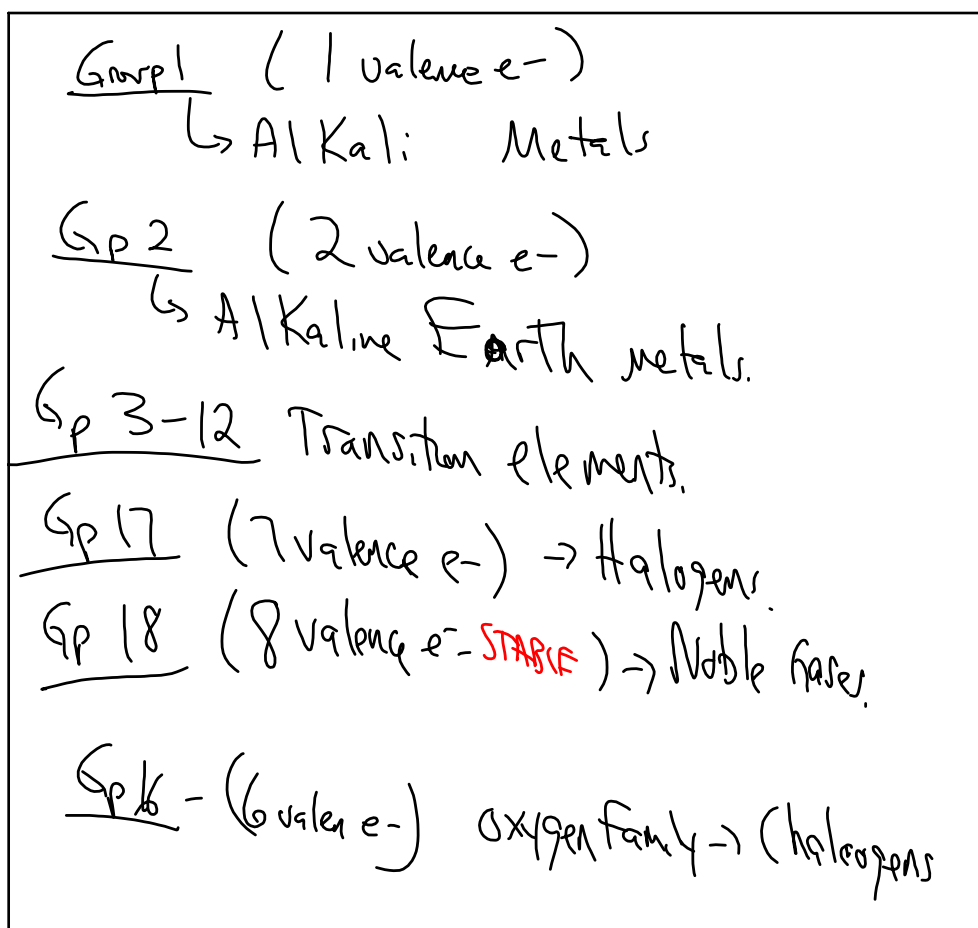 Group 1 (1 valence e-)
↳ Alkali Metals
Gp 2 (2 valence e-)
↳ Alkaline Earth metals.
Gp 3-12 Transition elements.
Gp 17 (7 valence e-) → Halogens.
Gp 18 (8 valence e- STABLE) → Noble Gases.
Gp 16 - (6 valen e-) oxygen family → Chalcogens